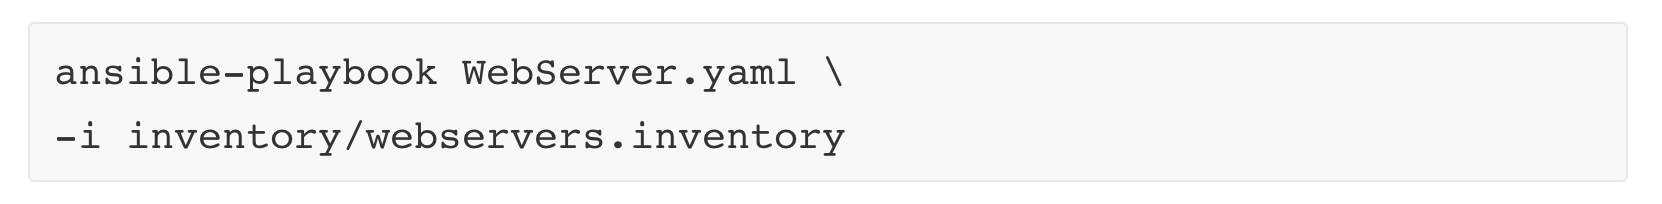 ansible-playbook WebServer.yaml \
-i inventory/webservers.inventory